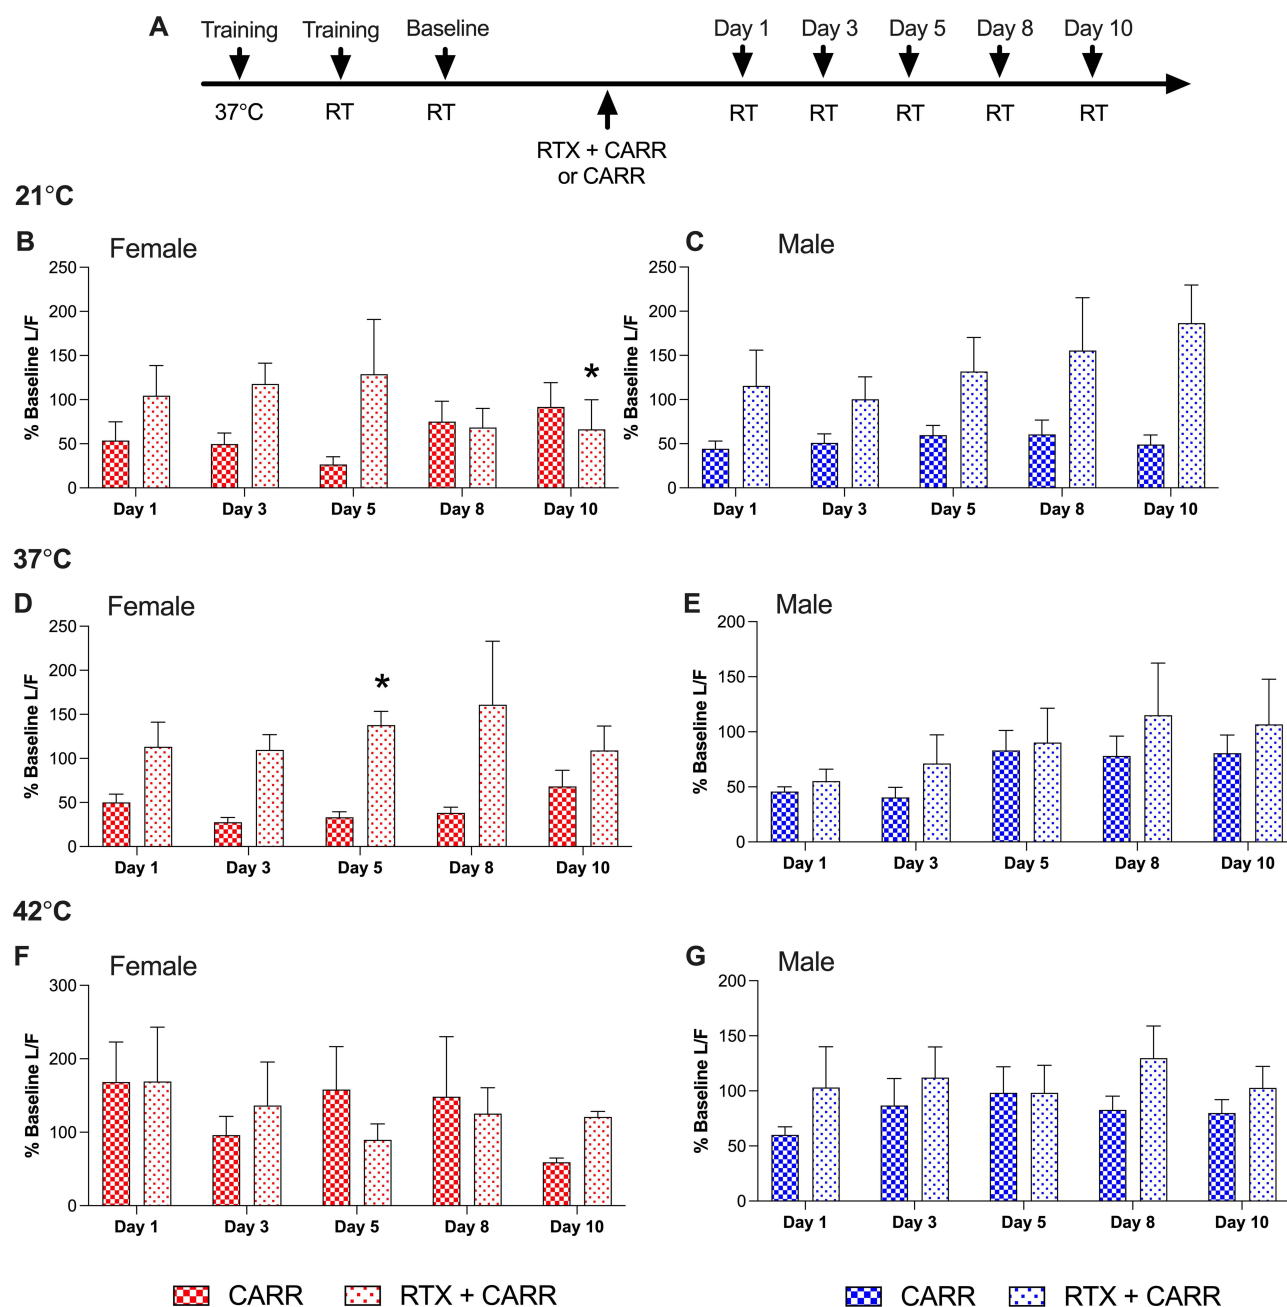 A Training Training Baseline Day 1 Day 3 Day 5 Day 8 Day 10
37°C RT RT RT RT RT RT RT
RTX + CARR
or CARR
21°C
B Female
% Baseline L/F
250
200
150
100
50
0
*
Day 1 Day 3 Day 5 Day 8 Day 10
C Male
% Baseline L/F
250
200
150
100
50
0
Day 1 Day 3 Day 5 Day 8 Day 10
37°C
D Female
% Baseline L/F
250
200
150
100
50
0
*
Day 1 Day 3 Day 5 Day 8 Day 10
E Male
% Baseline L/F
200
150
100
50
0
Day 1 Day 3 Day 5 Day 8 Day 10
42°C
F Female
% Baseline L/F
300
200
100
0
Day 1 Day 3 Day 5 Day 8 Day 10
G Male
% Baseline L/F
200
150
100
50
0
Day 1 Day 3 Day 5 Day 8 Day 10
CARR RTX + CARR
CARR RTX + CARR